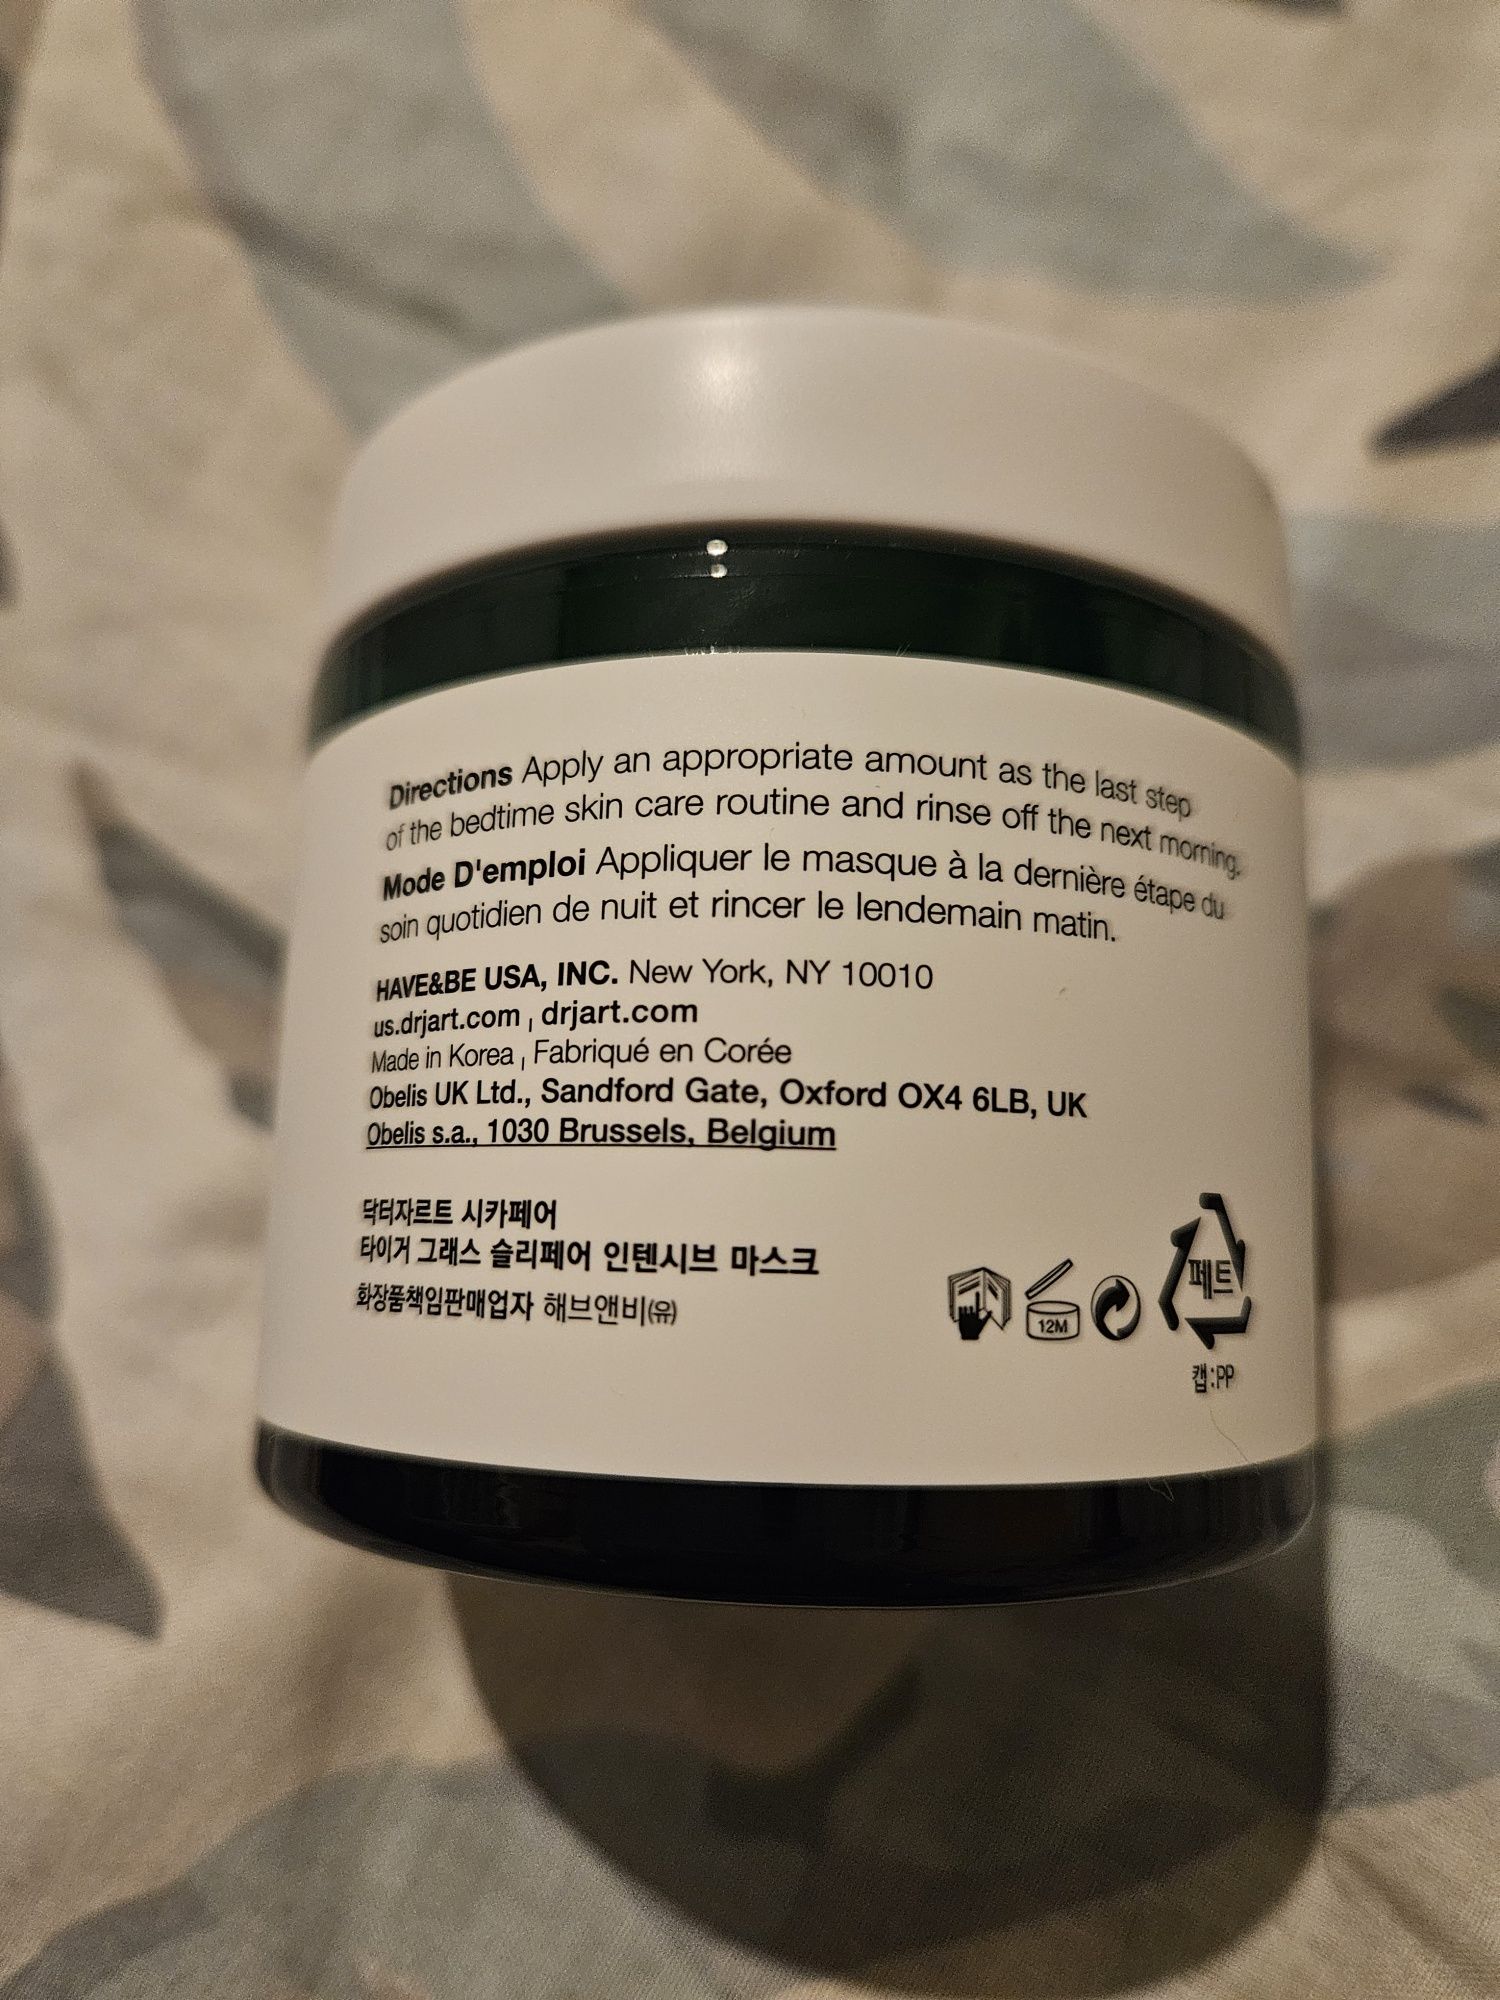 Directions Apply an appropriate amount as the last step
of the bedtime skin care routine and rinse off the next morning.
Mode D'emploi Appliquer le masque à la dernière étape du
soin quotidien de nuit et rincer le lendemain matin.
HAVE&BE USA, INC. New York, NY 10010
us.drjart.com | drjart.com
Made in Korea | Fabriqué en Corée
Obelis UK Ltd., Sandford Gate, Oxford OX4 6LB, UK
Obelis s.a., 1030 Brussels, Belgium
닥터자르트 시카페어
타이거 그래스 슬리페어 인텐시브 마스크
화장품책임판매업자 해브앤비(유)
12M
페트
캡:PP